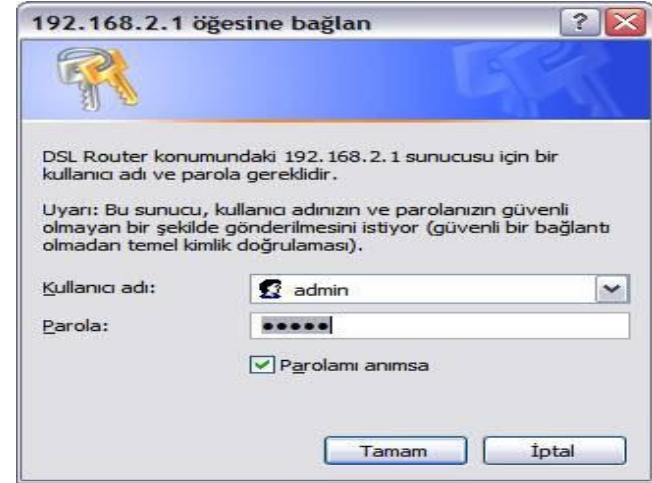 192.168.2.1 öğesine bağlan
DSL Router konumundaki 192.168.2.1 sunucusu için bir
kullanıcı adı ve parola gereklidir.
Uyarı: Bu sunucu, kullanıcı adınızın ve parolanızın güvenli
olmayan bir şekilde gönderilmesini istiyor (güvenli bir bağlantı
olmadan temel kimlik doğrulaması).
Kullanıcı adı: admin
Parola: •••••
Parolamı anımsa
Tamam İptal